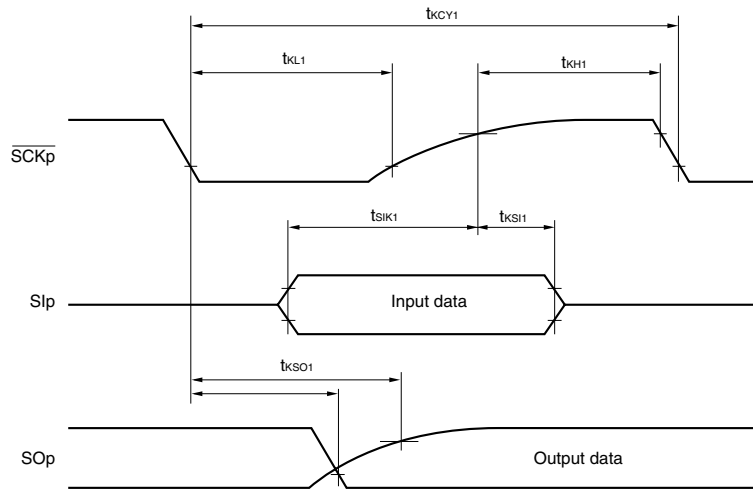 tKCY1
tKL1
tKH1
SCKp
tSIK1
tKSI1
SIp
Input data
tKSO1
SOp
Output data